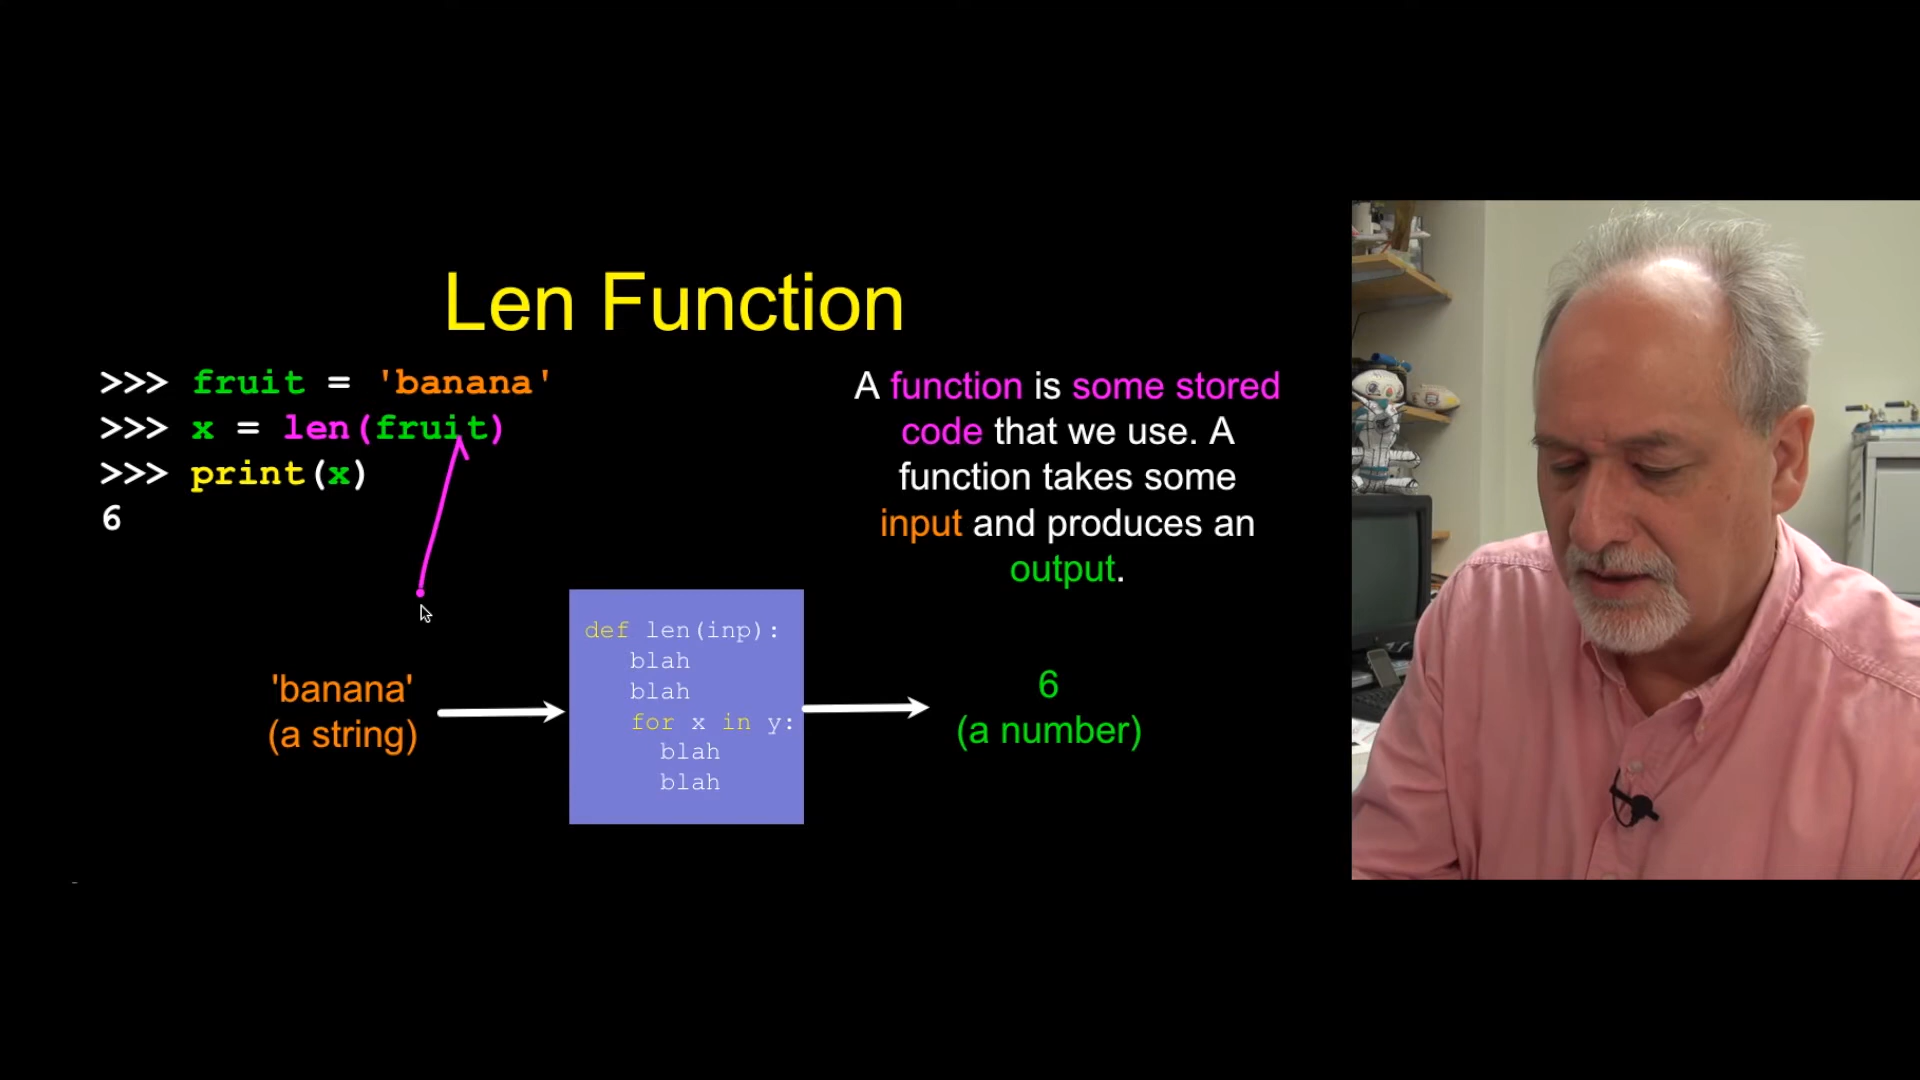 Len Function
>>> fruit = 'banana'
>>> x = len(fruit)
>>> print(x)
6
A function is some stored
code that we use. A
function takes some
input and produces an
output.
'banana'
(a string)
def len(inp):
blah
blah
for x in y:
blah
blah
6
(a number)